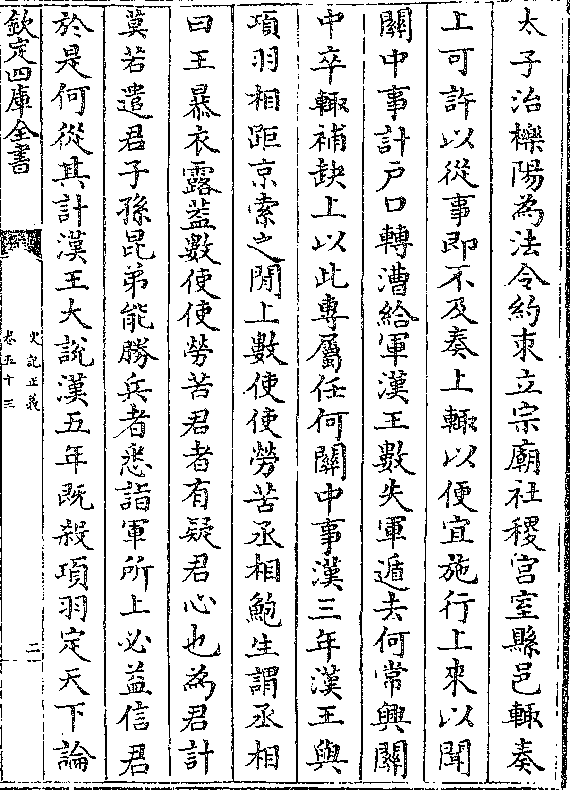 太子治櫟陽為法令約束立宗廟社稷宫室縣邑輒奏
上可許以從事即不及奏上輒以便宜施行上來以聞
關中事計户口轉漕給軍漢王數失軍遁去何常興關
中卒輒補缺上以此專屬任何關中事漢三年漢王與
項羽相距京索之閒上數使使勞苦丞相鮑生謂丞相
曰王暴衣露葢數使使勞苦君者有疑君心也為君計
莫若遣君子孫昆弟能勝兵者悉詣軍所上必益信君
於是何從其計漢王大說漢五年既殺項羽定天下論
欽定四庫全書
史記正義
卷五十三
二